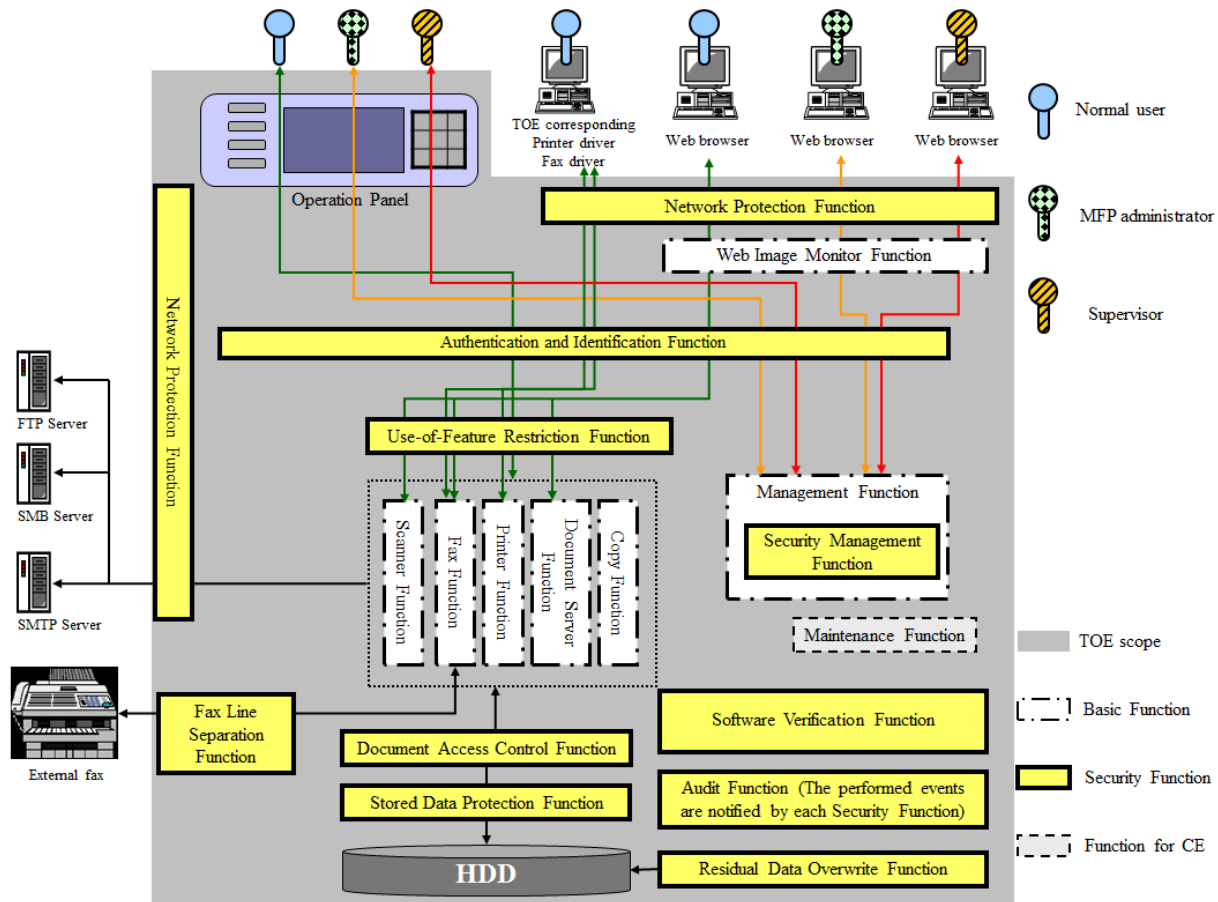 TOE corresponding
Printer driver
Fax driver
Web browser
Web browser
Web browser
Normal user
MFP administrator
Supervisor
Operation Panel
Network Protection Function
Web Image Monitor Function
Network Protection Function
Authentication and Identification Function
FTP Server
SMB Server
SMTP Server
Use-of-Feature Restriction Function
Scanner Function
Fax Function
Printer Function
Document Server
Function
Copy Function
Management Function
Security Management
Function
Maintenance Function
TOE scope
Basic Function
Security Function
Function for CE
External fax
Fax Line
Separation
Function
Document Access Control Function
Stored Data Protection Function
HDD
Software Verification Function
Audit Function (The performed events
are notified by each Security Function)
Residual Data Overwrite Function